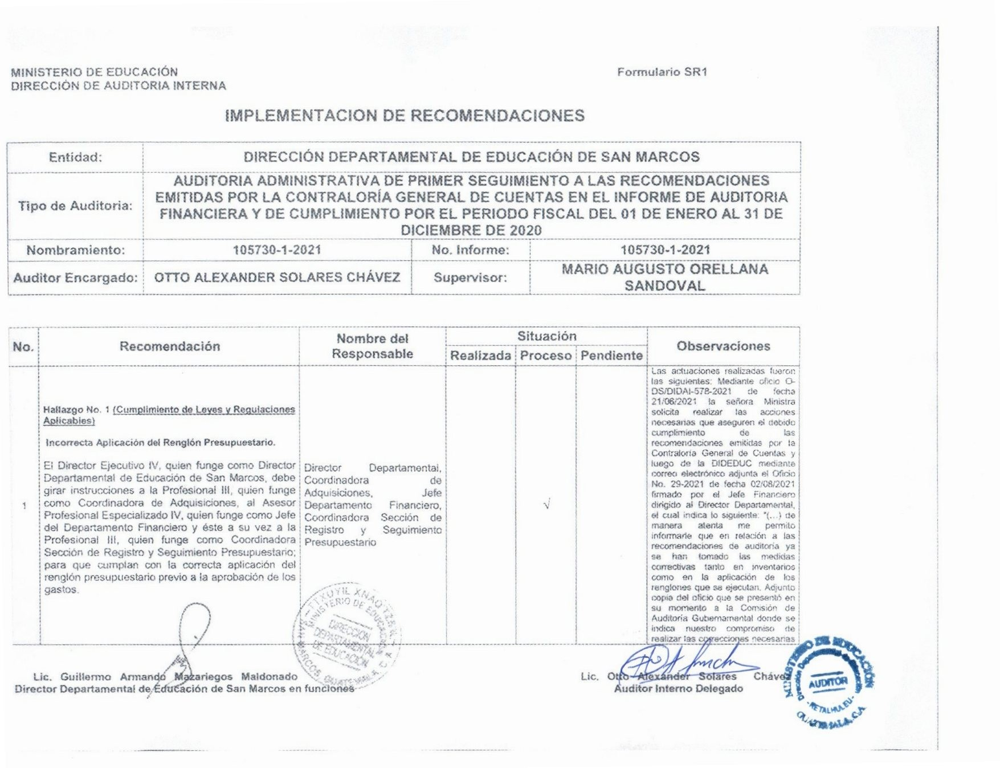 MINISTERIO DE EDUCACIÓN
DIRECCIÓN DE AUDITORIA INTERNA
Formulario SR1
IMPLEMENTACION DE RECOMENDACIONES
Entidad: DIRECCIÓN DEPARTAMENTAL DE EDUCACIÓN DE SAN MARCOS
Tipo de Auditoria:
AUDITORIA ADMINISTRATIVA DE PRIMER SEGUIMIENTO A LAS RECOMENDACIONES
EMITIDAS POR LA CONTRALORÍA GENERAL DE CUENTAS EN EL INFORME DE AUDITORIA
FINANCIERA Y DE CUMPLIMIENTO POR EL PERIODO FISCAL DEL 01 DE ENERO AL 31 DE
DICIEMBRE DE 2020
Nombramiento: 105730-1-2021 No. Informe: 105730-1-2021
Auditor Encargado: OTTO ALEXANDER SOLARES CHÁVEZ Supervisor:
MARIO AUGUSTO ORELLANA
SANDOVAL
No.
Recomendación
Nombre del
Responsable
Situación
Realizada Proceso Pendiente
Observaciones
1
Hallazgo No. 1 (Cumplimiento de Leyes y Regulaciones
Aplicables)
Incorrecta Aplicación del Renglón Presupuestario.
El Director Ejecutivo IV, quien funge como Director
Departamental de Educación de San Marcos, debe
girar instrucciones a la Profesional III, quien funge
como Coordinadora de Adquisiciones, al Asesor
Profesional Especializado IV, quien funge como Jefe
del Departamento Financiero y éste a su vez a la
Profesional III, quien funge como Coordinadora
Sección de Registro y Seguimiento Presupuestario;
para que cumplan con la correcta aplicación del
renglón presupuestario previo a la aprobación de los
gastos.
Director Departamental,
Coordinadora de
Adquisiciones, Jefe
Departamento Financiero,
Coordinadora Sección de
Registro y Seguimiento
Presupuestario
√
Las actuaciones realizadas fueron
las siguientes: Mediante oficio O-
DS/DIDAI-578-2021 de fecha
21/06/2021 la señora Ministra
solicita realizar las acciones
necesarias que aseguren el debido
cumplimiento de las
recomendaciones emitidas por la
Contraloría General de Cuentas y
luego de la DIDEDUC mediante
correo electrónico adjunta el Oficio
No. 29-2021 de fecha 02/08/2021
firmado por el Jefe Financiero
dirigido al Director Departamental,
el cual indica lo siguiente: "(...) de
manera atenta me permito
informarle que en relación a las
recomendaciones de auditoría ya
se han tomado las medidas
correctivas tanto en inventarios
como en la aplicación de los
renglones que se ejecutan. Adjunto
copia del oficio que se presentó en
su momento a la Comisión de
Auditoría Gubernamental donde se
indica nuestro compromiso de
realizar las correcciones necesarias
MINISTERIO DE EDUCACION
DIRECCION
DEPARTAMENTAL
DE EDUCACION
SAN MARCOS, GUATEMALA, C.A.
Lic. Guillermo Armando Mazariegos Maldonado
Director Departamental de Educación de San Marcos en funciones
Lic. Otto Alexander Solares Chávez
Auditor Interno Delegado
MINISTERIO DE EDUCACIÓN
Dirección Departamental de Educación
AUDITOR
- RETALHULEU -
GUATEMALA, C.A.